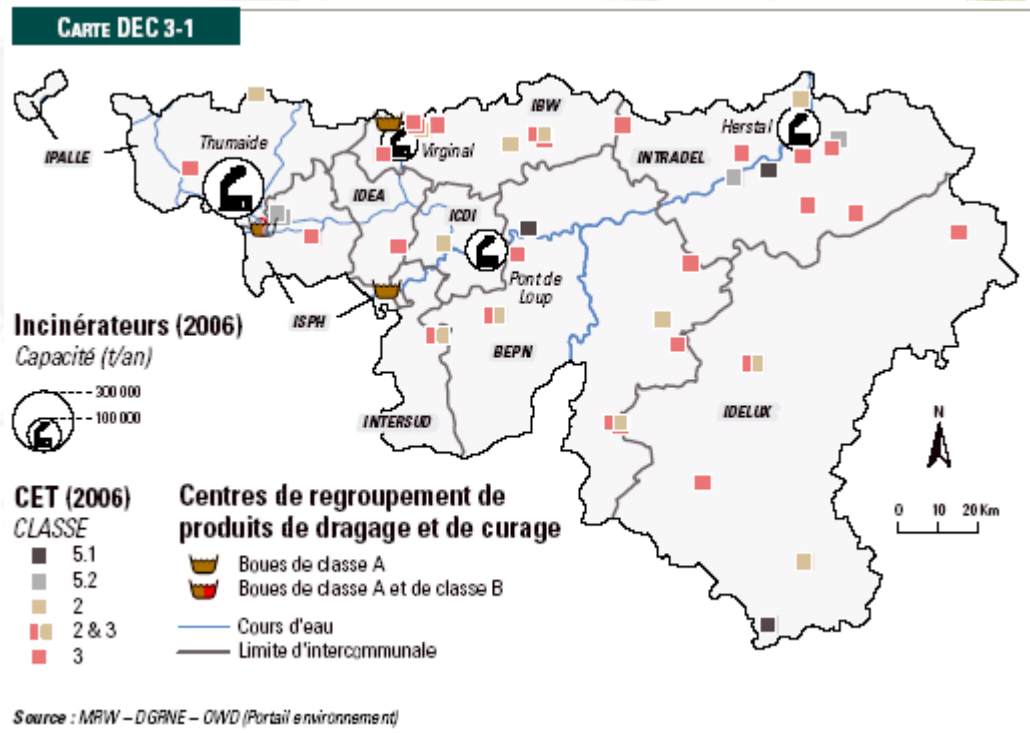 CARTE DEC 3-1
IBW
Thumaide
Herstal
Virginal
IPALLE
INTRADEL
IDEA
ICDI
Pont de
Loup
ISPH
BEPN
IDELUX
INTERSUD
Incinérateurs (2006)
Capacité (t/an)
300 000
100 000
N
0 10 20 Km
CET (2006)
CLASSE
5.1
5.2
2
2 & 3
3
Centres de regroupement de
produits de dragage et de curage
Boues de classe A
Boues de classe A et de classe B
Cours d'eau
Limite d'intercommunale
Source : MRW – DGRNE – OWD (Portail environnement)